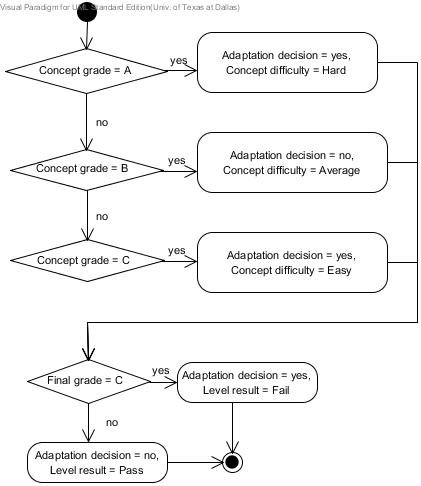 Visual Paradigm for UML Standard Edition(Univ. of Texas at Dallas)
Concept grade = A
yes
Adaptation decision = yes,
Concept difficulty = Hard
no
Concept grade = B
yes
Adaptation decision = no,
Concept difficulty = Average
no
Concept grade = C
yes
Adaptation decision = yes,
Concept difficulty = Easy
Final grade = C
yes
Adaptation decision = yes,
Level result = Fail
no
Adaptation decision = no,
Level result = Pass